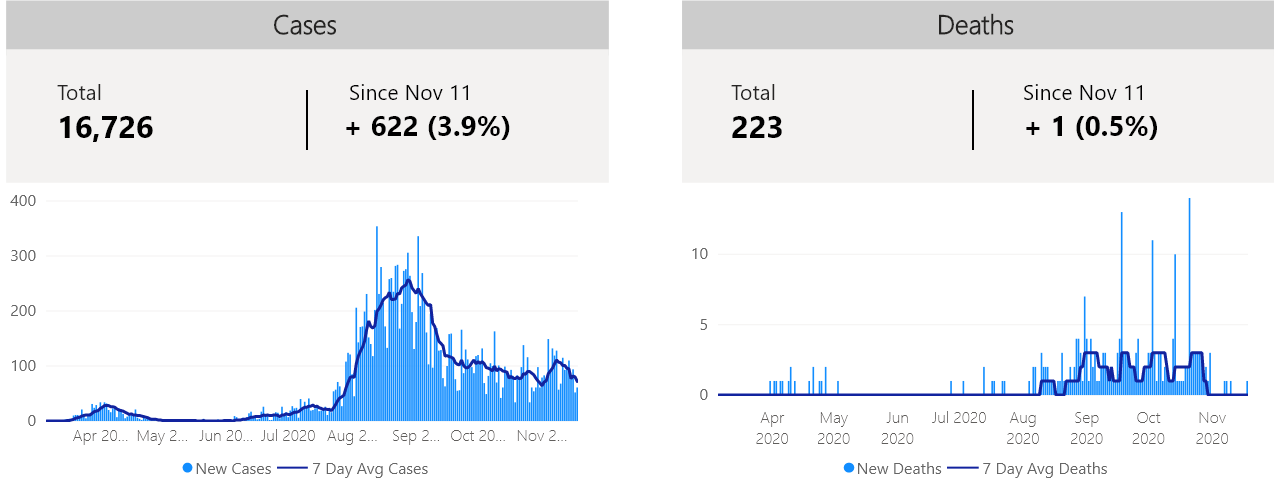 Cases
Total
Since Nov 11
16,726
+ 622 (3.9%)
400
300
200
100
0
Apr 20... May 2... Jun 20... Jul 2020 Aug 2... Sep 2... Oct 20... Nov 2...
New Cases 7 Day Avg Cases
Deaths
Total
Since Nov 11
223
+ 1 (0.5%)
10
5
0
Apr May Jun Jul 2020 Aug Sep Oct Nov
2020 2020 2020 2020 2020 2020 2020
New Deaths 7 Day Avg Deaths